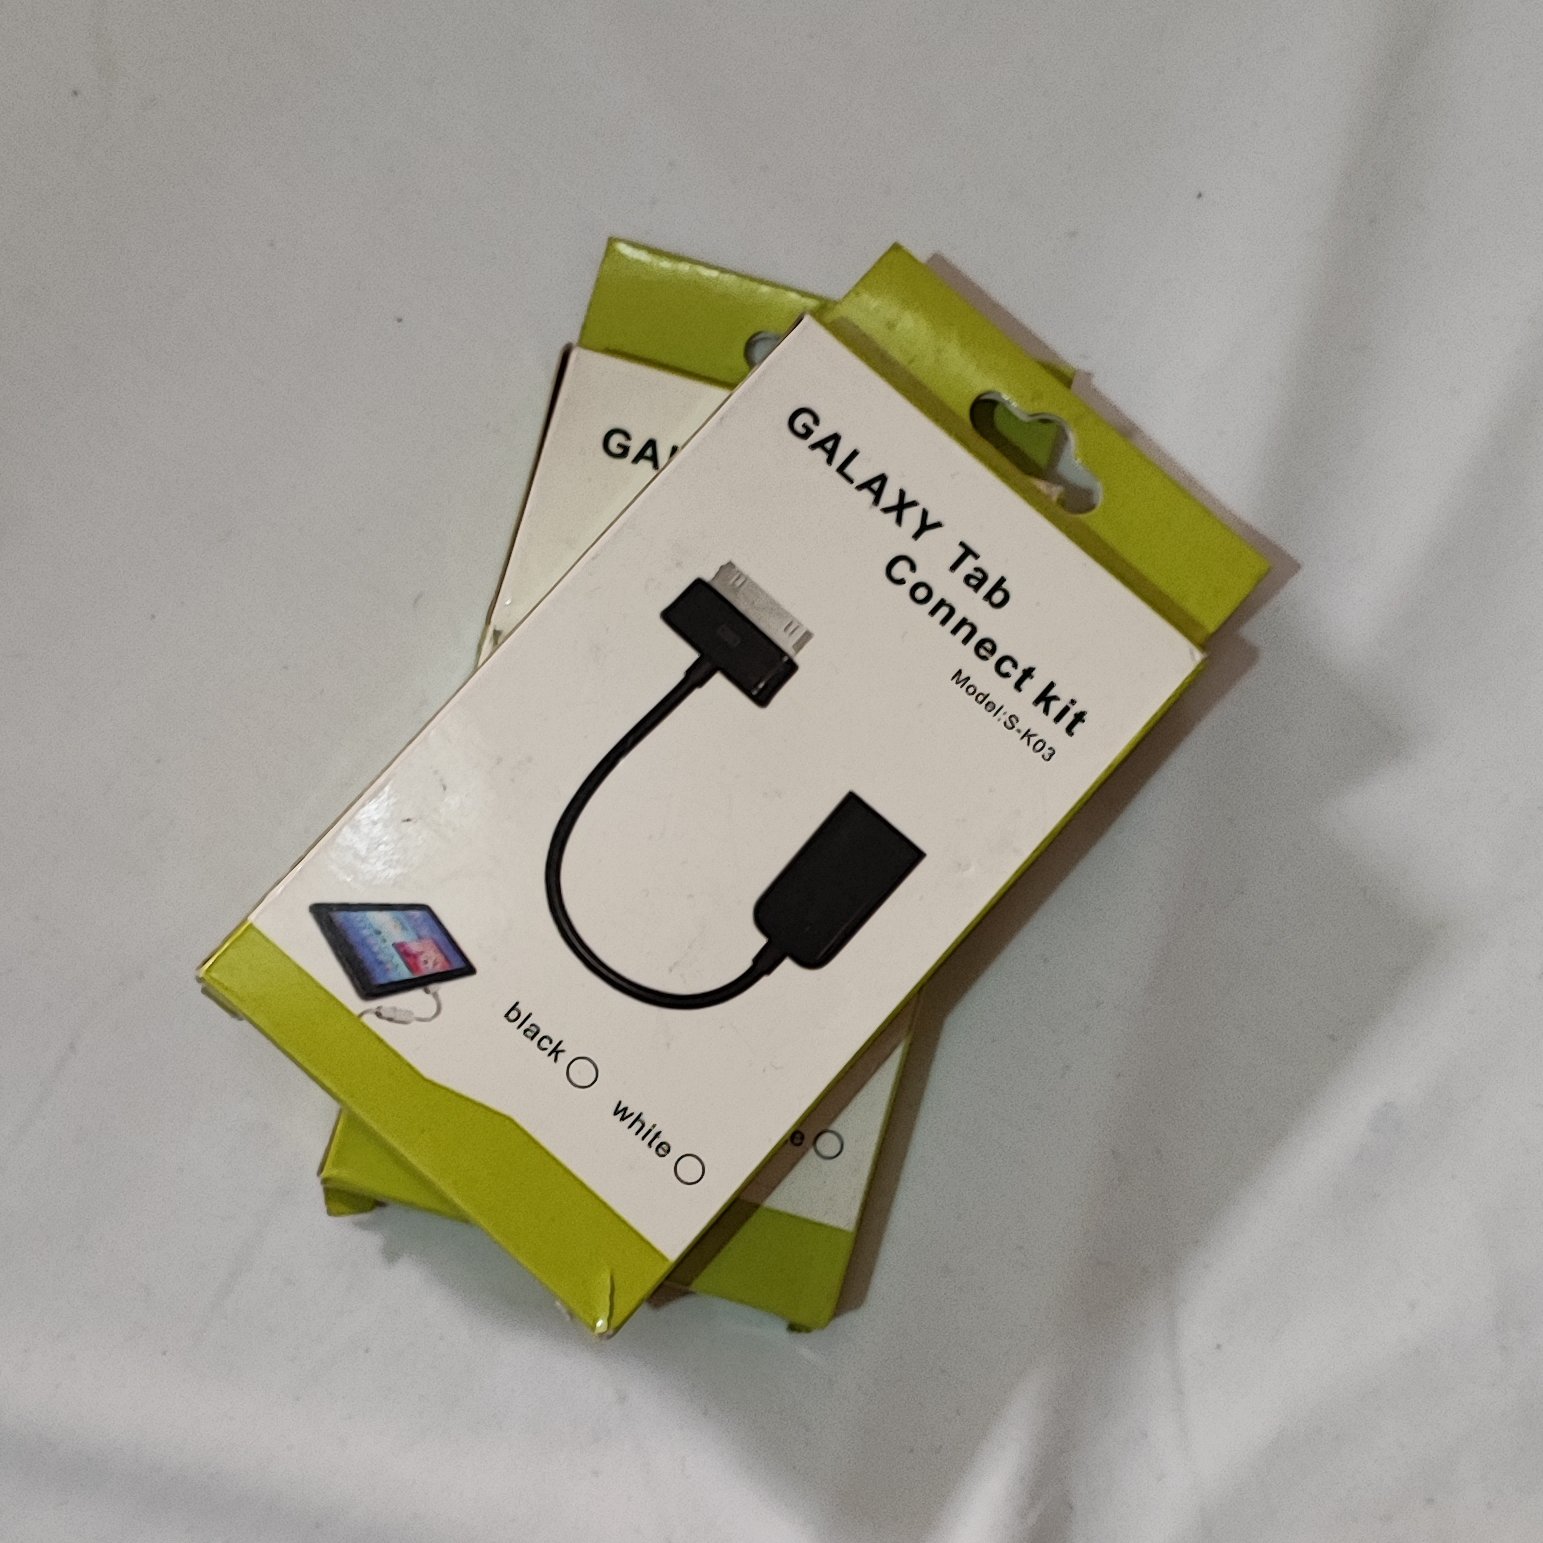 GALAXY Tab
Connect kit
Model:S-K03
black
white
GA
e